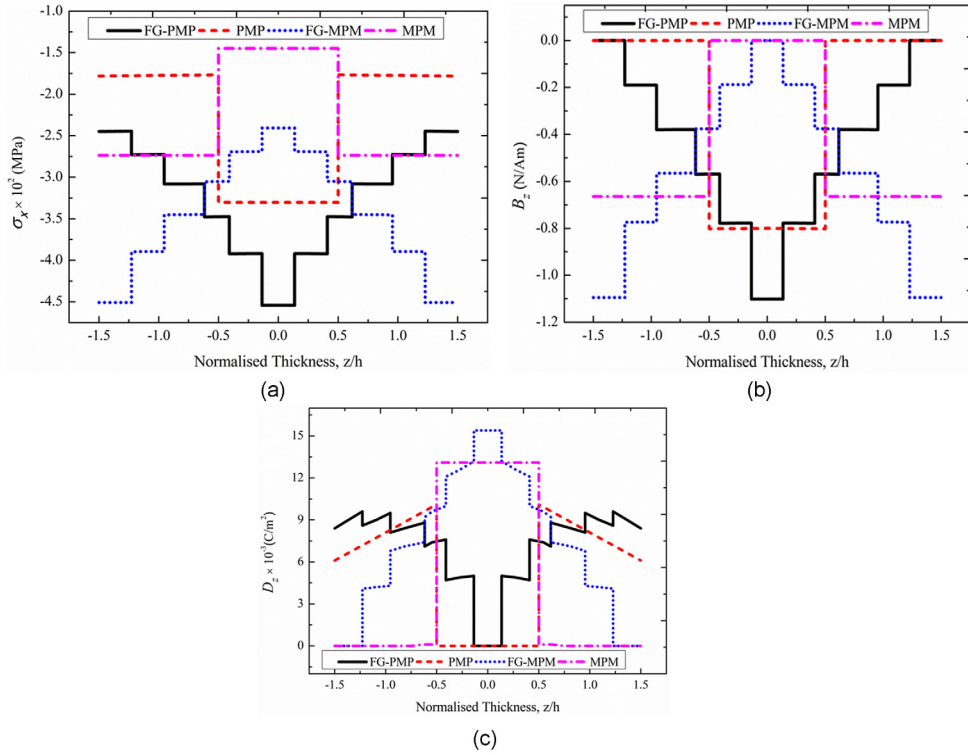 FG-PMP PMP FG-MPM MPM
-1.0
-1.5
-2.0
-2.5
-3.0
-3.5
-4.0
-4.5
σx × 10² (MPa)
-1.5 -1.0 -0.5 0.0 0.5 1.0 1.5
Normalised Thickness, z/h
(a)
FG-PMP PMP FG-MPM MPM
0.0
-0.2
-0.4
-0.6
-0.8
-1.0
-1.2
Bz (N/Am)
-1.5 -1.0 -0.5 0.0 0.5 1.0 1.5
Normalised Thickness, z/h
(b)
15
12
9
6
3
0
Dz × 10⁻³ (C/m²)
FG-PMP PMP FG-MPM MPM
-1.5 -1.0 -0.5 0.0 0.5 1.0 1.5
Normalised Thickness, z/h
(c)